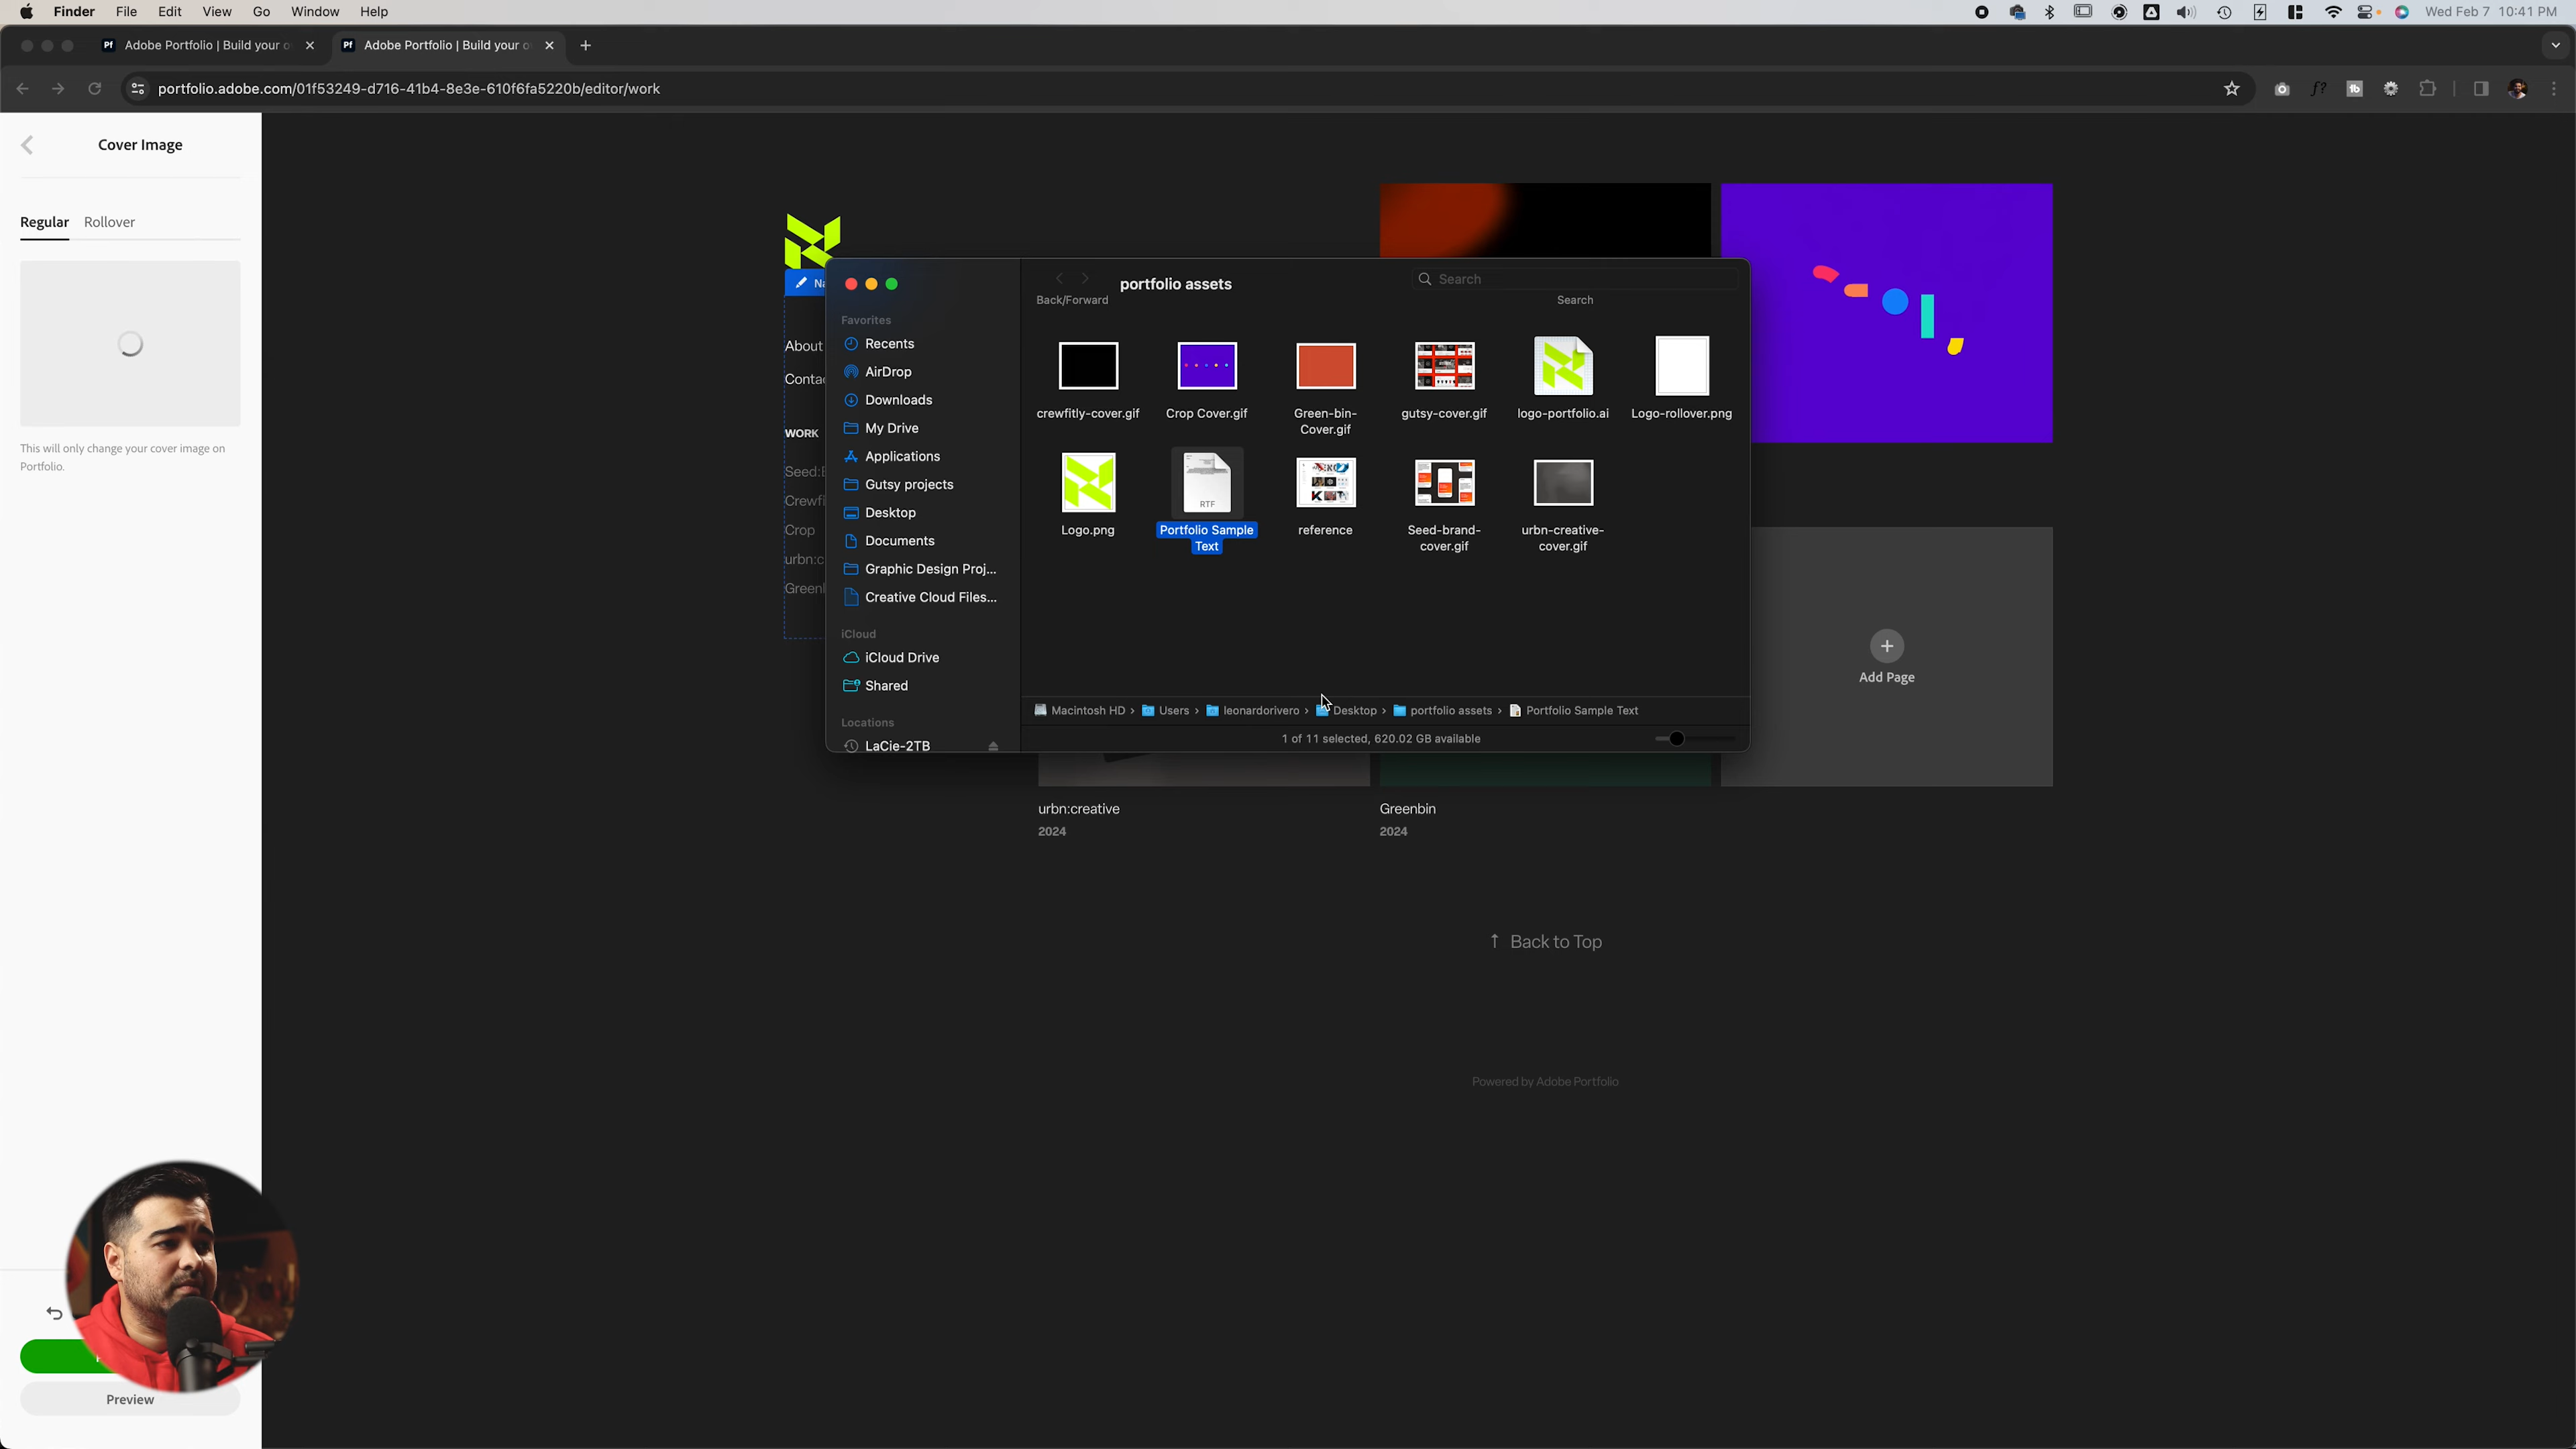 Finder File Edit View Go Window Help
Wed Feb 7 10:41 PM
Pf Adobe Portfolio | Build your o
Pf Adobe Portfolio | Build your o
portfolio.adobe.com/01f53249-d716-41b4-8e3e-610f6fa5220b/editor/work
Cover Image
Regular Rollover
This will only change your cover image on
Portfolio.
Preview
About
WORK
Seed:
Crop
Back/Forward
portfolio assets
Search
Search
Favorites
Recents
AirDrop
Downloads
My Drive
Applications
Gutsy projects
Desktop
Documents
Graphic Design Proj...
Creative Cloud Files...
iCloud
iCloud Drive
Shared
Locations
LaCie-2TB
crewfitly-cover.gif
Crop Cover.gif
Green-bin-
Cover.gif
gutsy-cover.gif
logo-portfolio.ai
Logo-rollover.png
Logo.png
RTF
Portfolio Sample
Text
reference
Seed-brand-
cover.gif
urbn-creative-
cover.gif
Macintosh HD › Users › leonardorivero › Desktop › portfolio assets › Portfolio Sample Text
1 of 11 selected, 620.02 GB available
Add Page
urbn:creative
2024
Greenbin
2024
↑ Back to Top
Powered by Adobe Portfolio